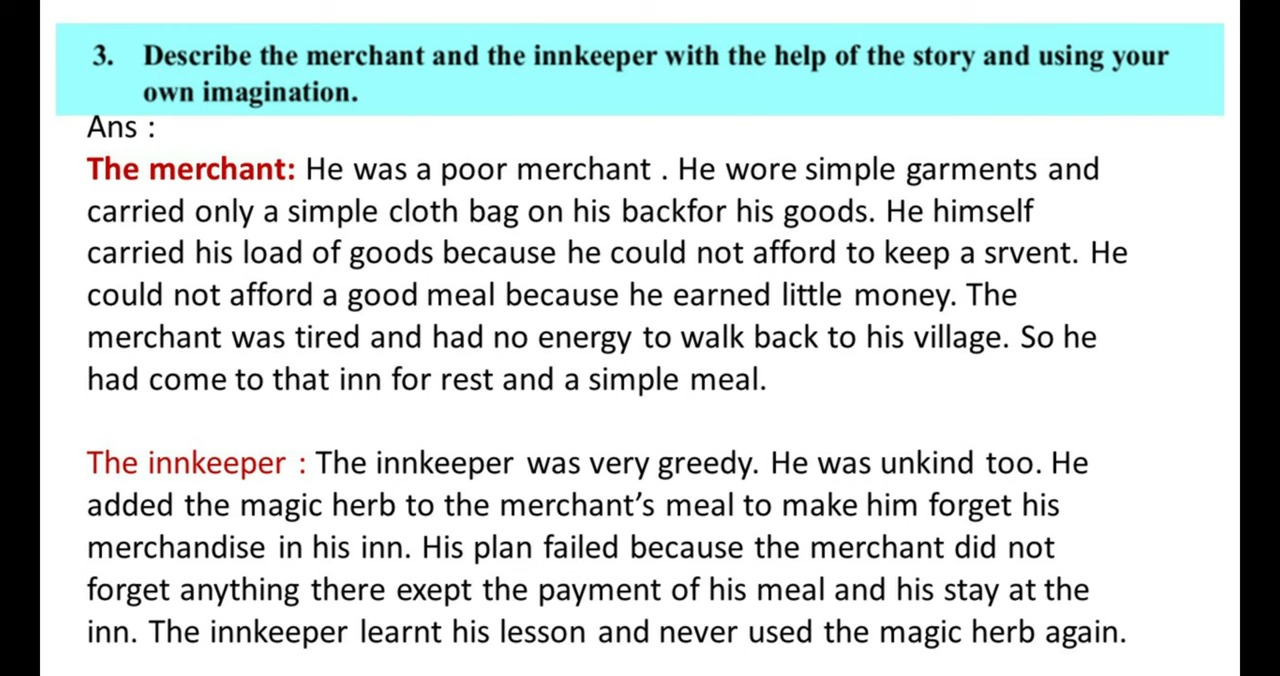 3. Describe the merchant and the innkeeper with the help of the story and using your
own imagination.
Ans :
The merchant: He was a poor merchant . He wore simple garments and
carried only a simple cloth bag on his backfor his goods. He himself
carried his load of goods because he could not afford to keep a srvent. He
could not afford a good meal because he earned little money. The
merchant was tired and had no energy to walk back to his village. So he
had come to that inn for rest and a simple meal.
The innkeeper : The innkeeper was very greedy. He was unkind too. He
added the magic herb to the merchant’s meal to make him forget his
merchandise in his inn. His plan failed because the merchant did not
forget anything there exept the payment of his meal and his stay at the
inn. The innkeeper learnt his lesson and never used the magic herb again.